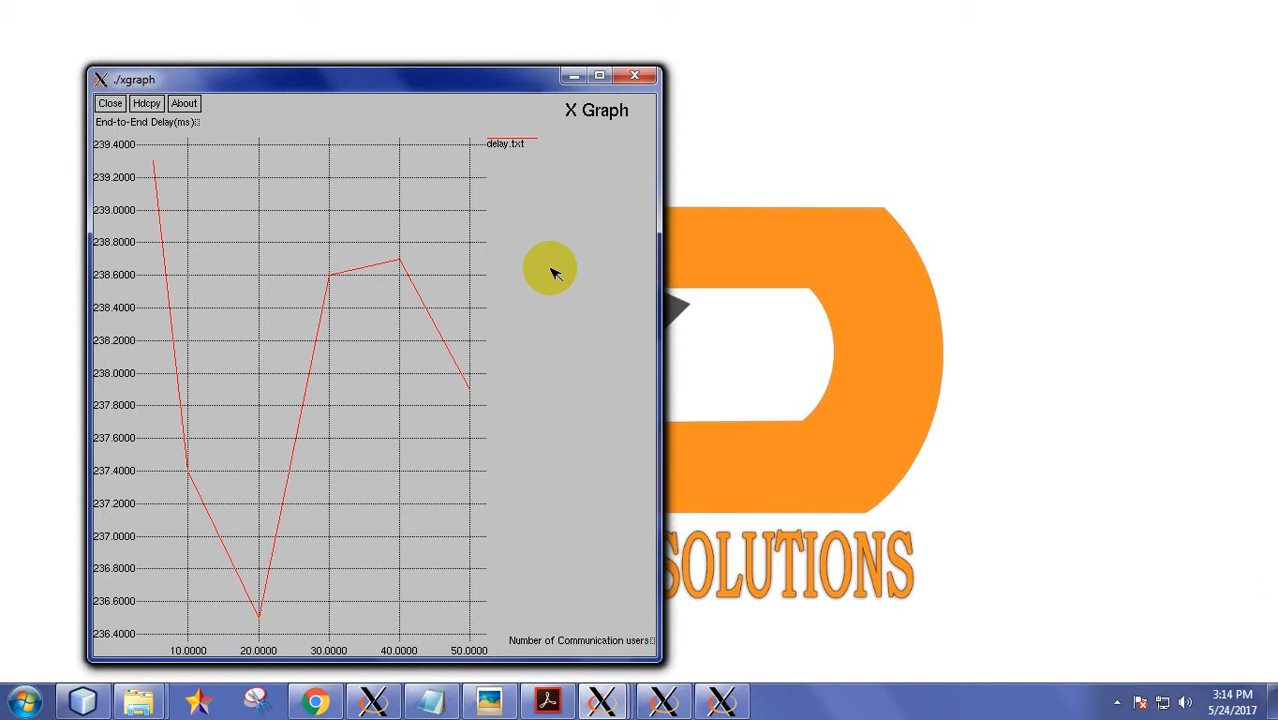 ./xgraph
Close Hdcpy About
X Graph
End-to-End Delay(ms)
delay.txt
239.4000
239.2000
239.0000
238.8000
238.6000
238.4000
238.2000
238.0000
237.8000
237.6000
237.4000
237.2000
237.0000
236.8000
236.6000
236.4000
Number of Communication users
10.0000 20.0000 30.0000 40.0000 50.0000
SOLUTIONS
3:14 PM
5/24/2017